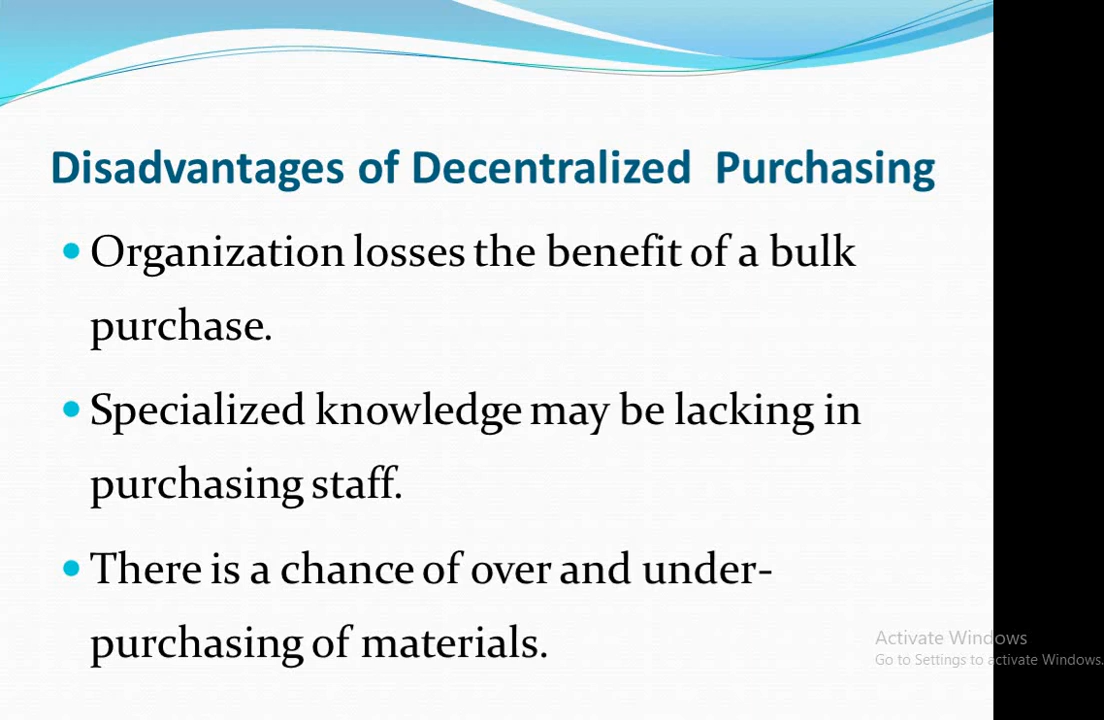 Disadvantages of Decentralized Purchasing
• Organization losses the benefit of a bulk
purchase.
• Specialized knowledge may be lacking in
purchasing staff.
• There is a chance of over and under-
purchasing of materials.
Activate Windows
Go to Settings to activate Windows.